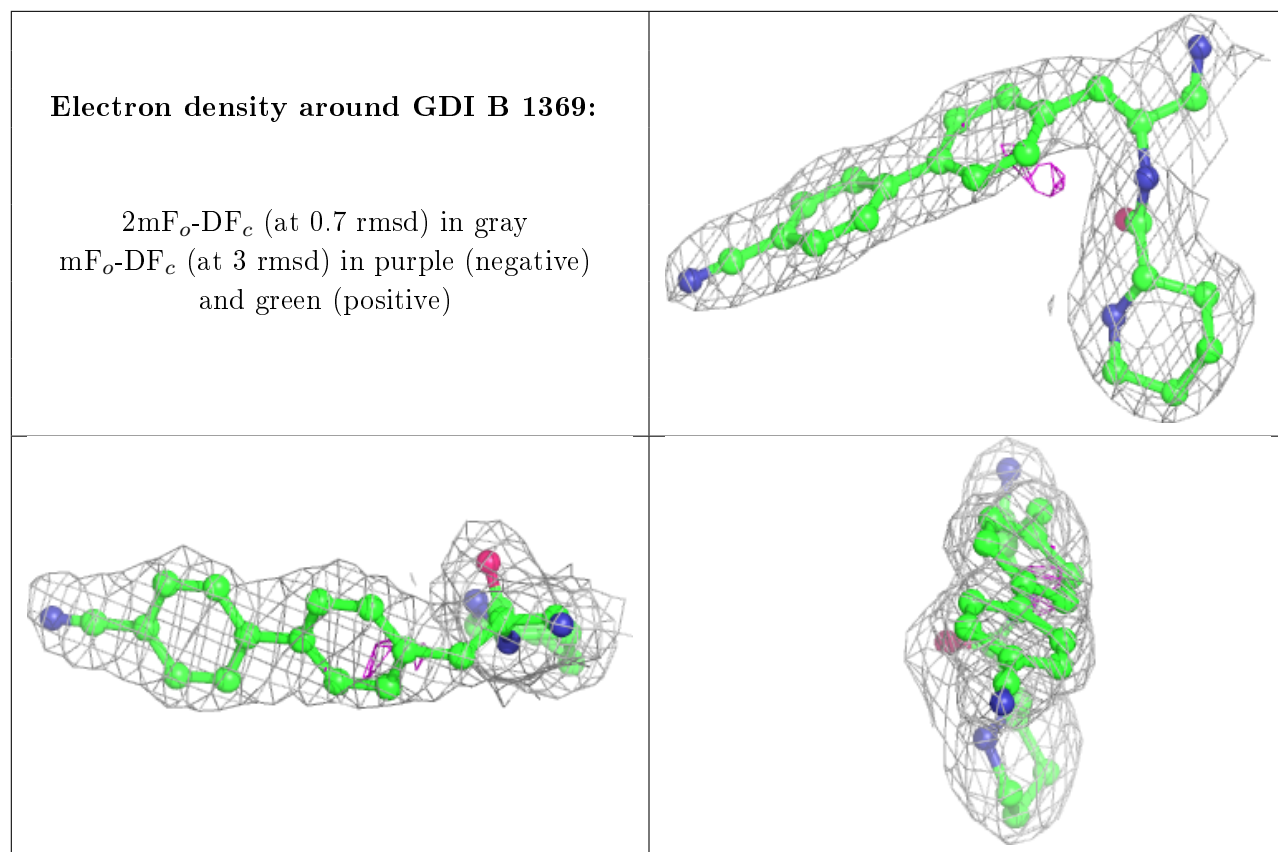 Electron density around GDI B 1369:
2mFₒ-DF𝒸 (at 0.7 rmsd) in gray
mFₒ-DF𝒸 (at 3 rmsd) in purple (negative)
and green (positive)